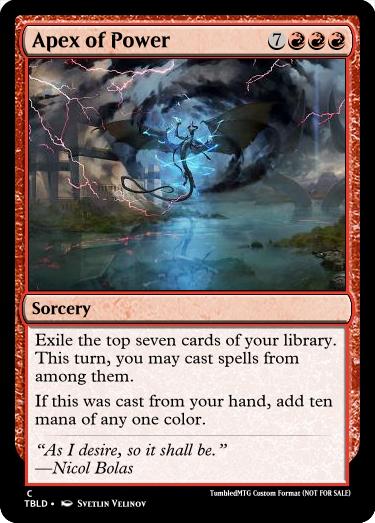 Apex of Power 7
Sorcery
Exile the top seven cards of your library.
This turn, you may cast spells from
among them.
If this was cast from your hand, add ten
mana of any one color.
“As I desire, so it shall be.”
—Nicol Bolas
C
TBLD • Svetlin Velinov
TumbledMTG Custom Format (NOT FOR SALE)